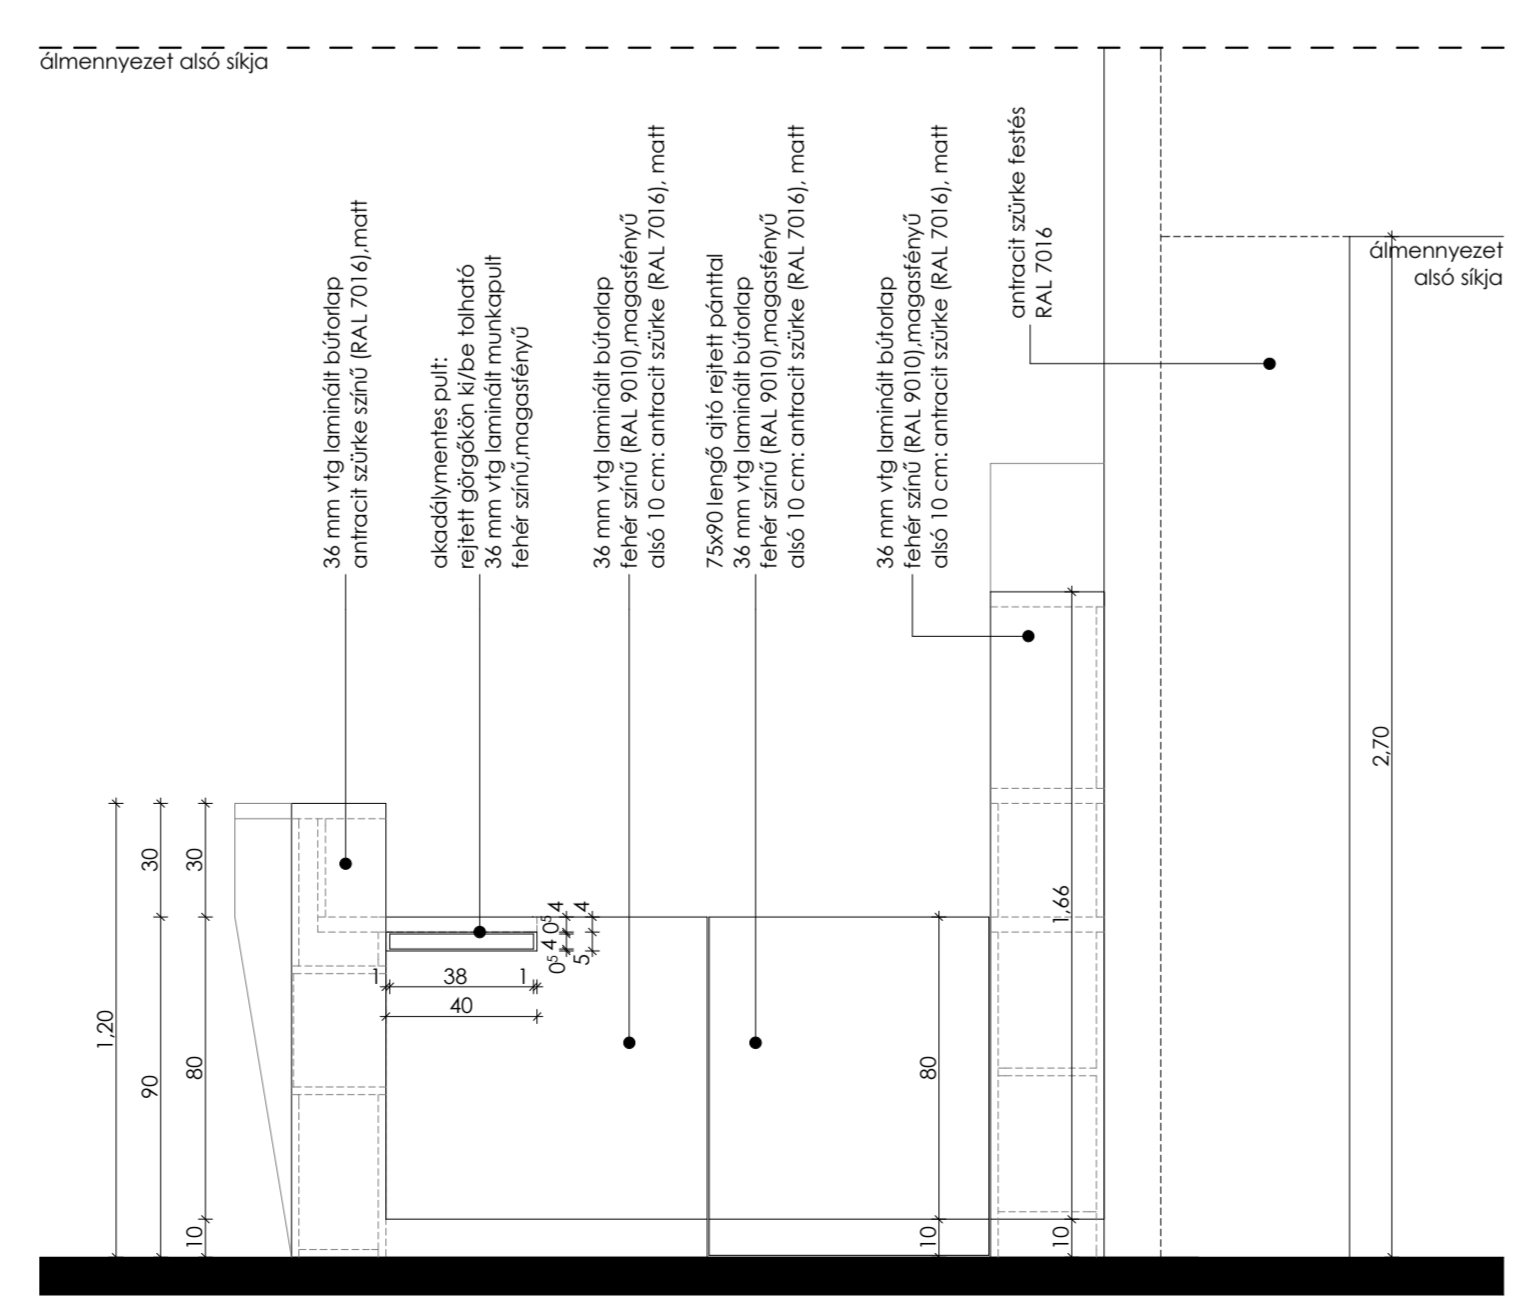 álmennyezet alsó síkja
36 mm vtg laminált bútorlap
antracit szürke színű (RAL 7016),matt
akadálymentes pult:
rejtett görgőkön ki/be tolható
36 mm vtg laminált munkapult
fehér színű,magasfényű
36 mm vtg laminált bútorlap
fehér színű (RAL 9010),magasfényű
alsó 10 cm: antracit szürke (RAL 7016), matt
75x90 lengő ajtó rejtett pánttal
36 mm vtg laminált bútorlap
fehér színű (RAL 9010),magasfényű
alsó 10 cm: antracit szürke (RAL 7016), matt
36 mm vtg laminált bútorlap
fehér színű (RAL 9010),magasfényű
alsó 10 cm: antracit szürke (RAL 7016), matt
antracit szürke festés
RAL 7016
álmennyezet
alsó síkja
2,70
1,20
30
90
30
80
10
1
38
1
40
4
0⁵
4
0⁵
4
5
80
10
1,66
10